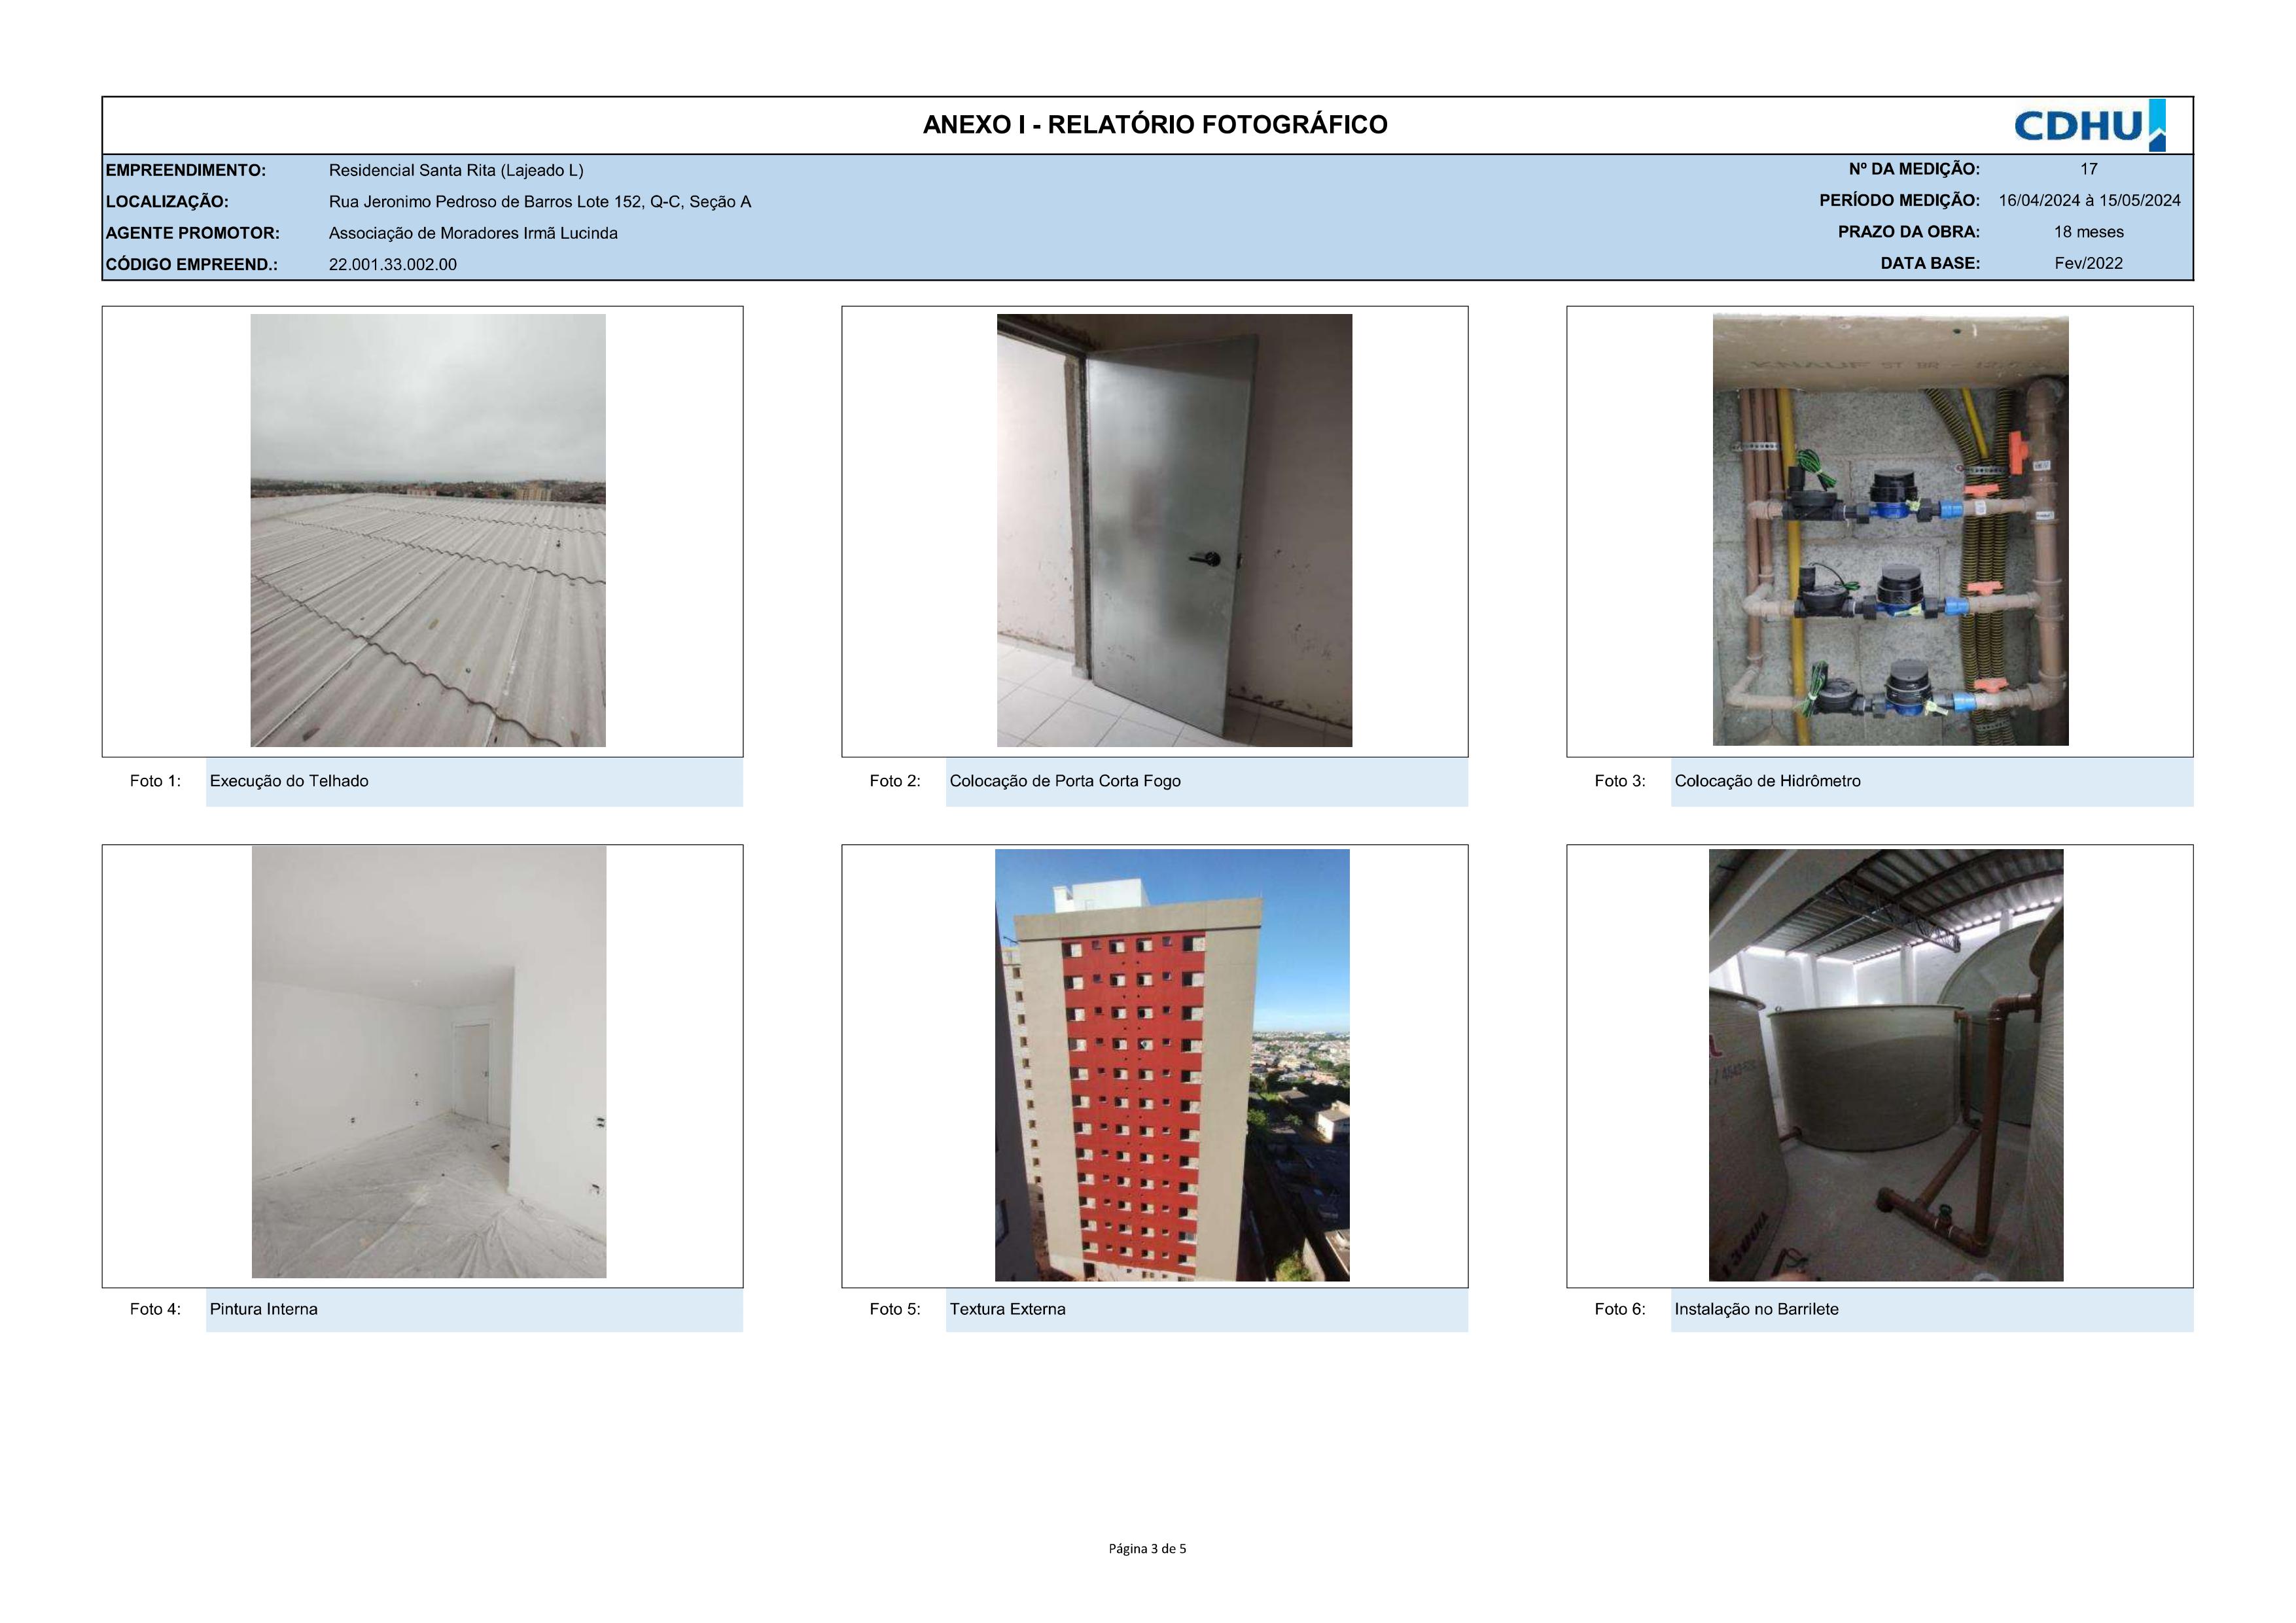 ANEXO I - RELATÓRIO FOTOGRÁFICO
CDHU
EMPREENDIMENTO: Residencial Santa Rita (Lajeado L)
Nº DA MEDIÇÃO: 17
LOCALIZAÇÃO: Rua Jeronimo Pedroso de Barros Lote 152, Q-C, Seção A
PERÍODO MEDIÇÃO: 16/04/2024 à 15/05/2024
AGENTE PROMOTOR: Associação de Moradores Irmã Lucinda
PRAZO DA OBRA: 18 meses
CÓDIGO EMPREEND.: 22.001.33.002.00
DATA BASE: Fev/2022
KNAUF ST BR
Foto 1: Execução do Telhado
Foto 2: Colocação de Porta Corta Fogo
Foto 3: Colocação de Hidrômetro
Foto 4: Pintura Interna
Foto 5: Textura Externa
Foto 6: Instalação no Barrilete
Página 3 de 5